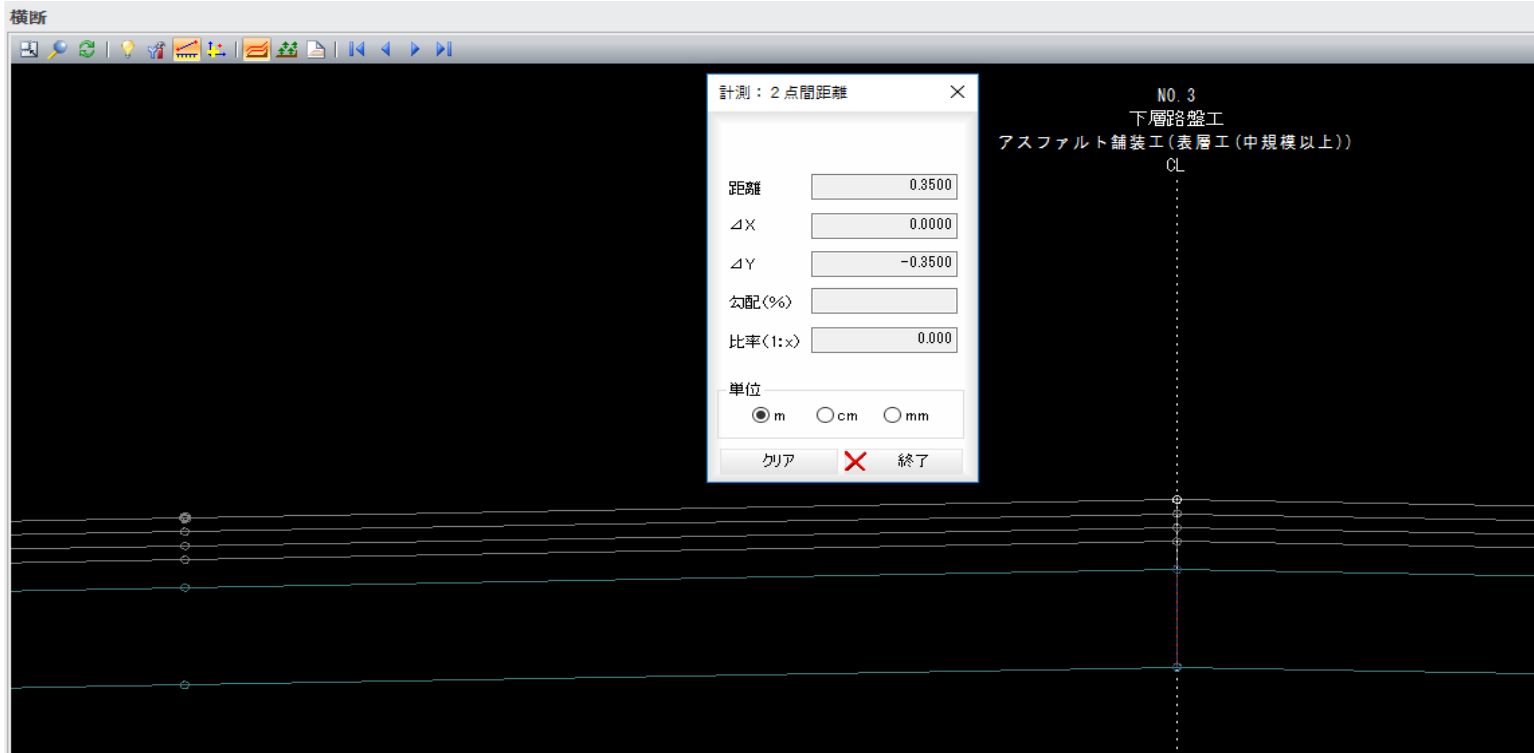 横断
計測：２点間距離
距離 0.3500
⊿X 0.0000
⊿Y -0.3500
勾配(%)
比率(1:x) 0.000
単位
m cm mm
クリア 終了
NO.3
下層路盤工
アスファルト舗装工(表層工(中規模以上))
CL